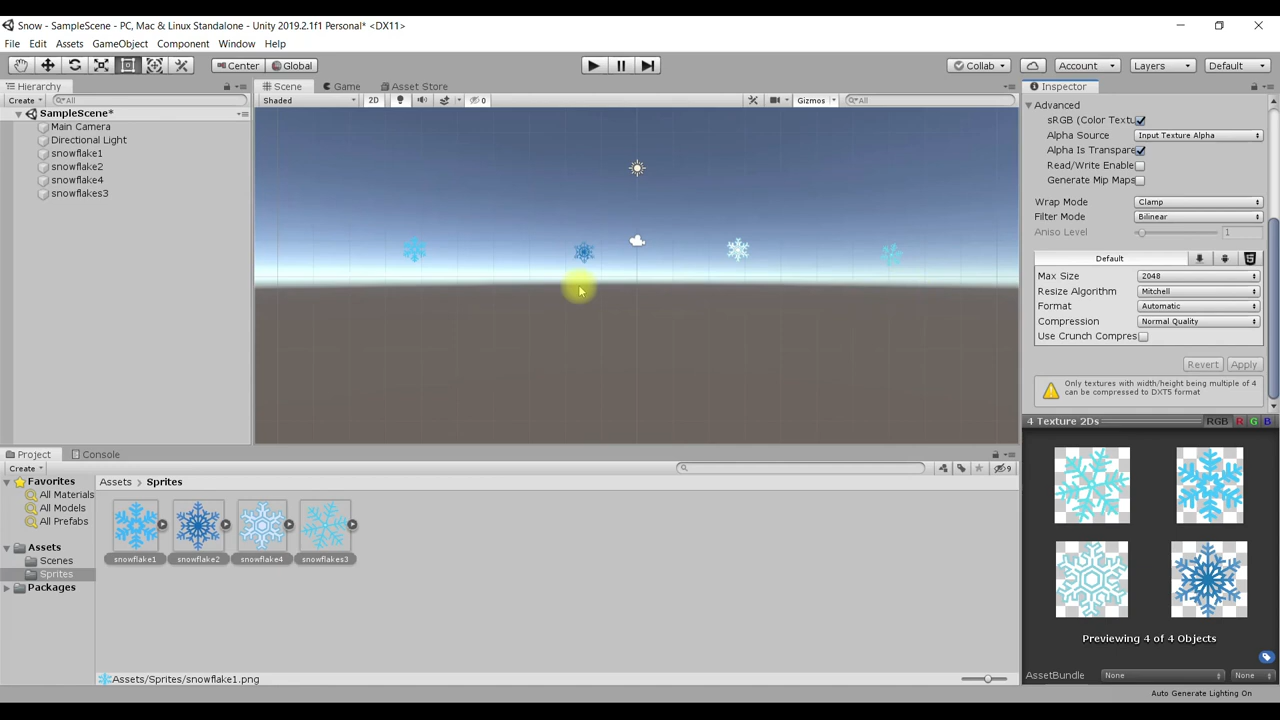 Snow - SampleScene - PC, Mac & Linux Standalone - Unity 2019.2.1f1 Personal* <DX11>
File Edit Assets GameObject Component Window Help
Center Global Collab Account Layers Default
Hierarchy Scene Game Asset Store Inspector
Create All Shaded 2D 0 Gizmos All
SampleScene*
Main Camera
Directional Light
snowflake1
snowflake2
snowflake4
snowflakes3
Advanced
sRGB (Color Textu
Alpha Source Input Texture Alpha
Alpha Is Transpare
Read/Write Enable
Generate Mip Maps
Wrap Mode Clamp
Filter Mode Bilinear
Aniso Level 1
Default
Max Size 2048
Resize Algorithm Mitchell
Format Automatic
Compression Normal Quality
Use Crunch Compres
Revert Apply
Only textures with width/height being multiple of 4
can be compressed to DXT5 format
4 Texture 2Ds RGB R G B
Previewing 4 of 4 Objects
AssetBundle None None
Project Console
Create 9
Favorites
All Materials
All Models
All Prefabs
Assets
Scenes
Sprites
Packages
Assets Sprites
snowflake1 snowflake2 snowflake4 snowflakes3
Assets/Sprites/snowflake1.png
Auto Generate Lighting On